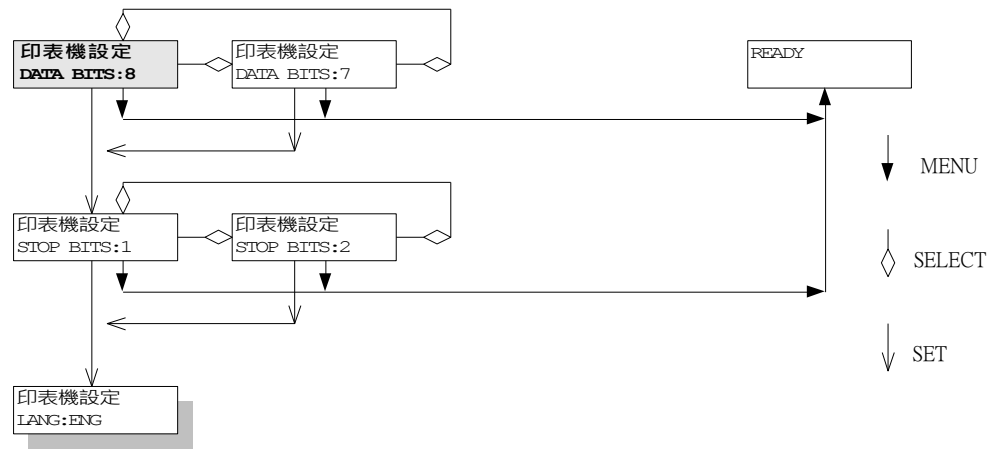 印表機設定
DATA BITS:8
印表機設定
DATA BITS:7
READY
MENU
印表機設定
STOP BITS:1
印表機設定
STOP BITS:2
SELECT
SET
印表機設定
LANG:ENG